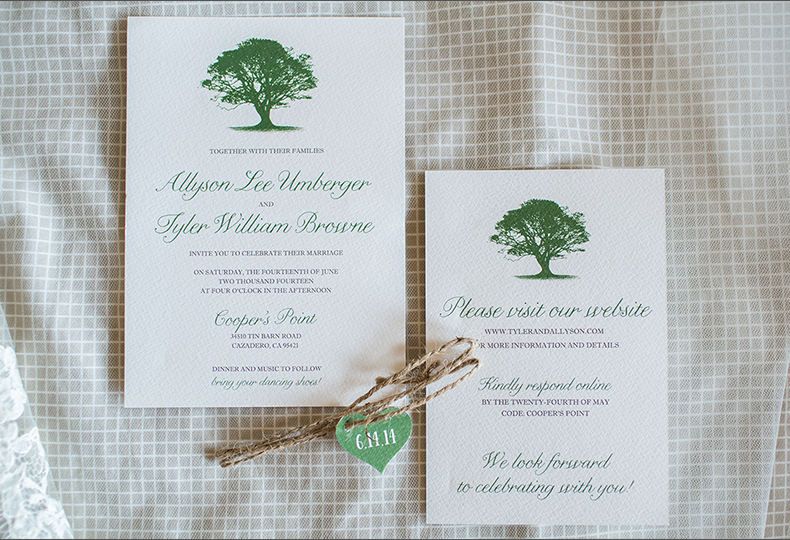 TOGETHER WITH THEIR FAMILIES
Allyson Lee Umberger
AND
Tyler William Browne
INVITE YOU TO CELEBRATE THEIR MARRIAGE
ON SATURDAY, THE FOURTEENTH OF JUNE
TWO THOUSAND FOURTEEN
AT FOUR O'CLOCK IN THE AFTERNOON
Cooper's Point
34510 TIN BARN ROAD
CAZADERO, CA 95421
DINNER AND MUSIC TO FOLLOW
bring your dancing shoes!
6.14.14
Please visit our website
WWW.TYLERANDALLYSON.COM
FOR MORE INFORMATION AND DETAILS
Kindly respond online
BY THE TWENTY-FOURTH OF MAY
CODE: COOPER'S POINT
We look forward
to celebrating with you!